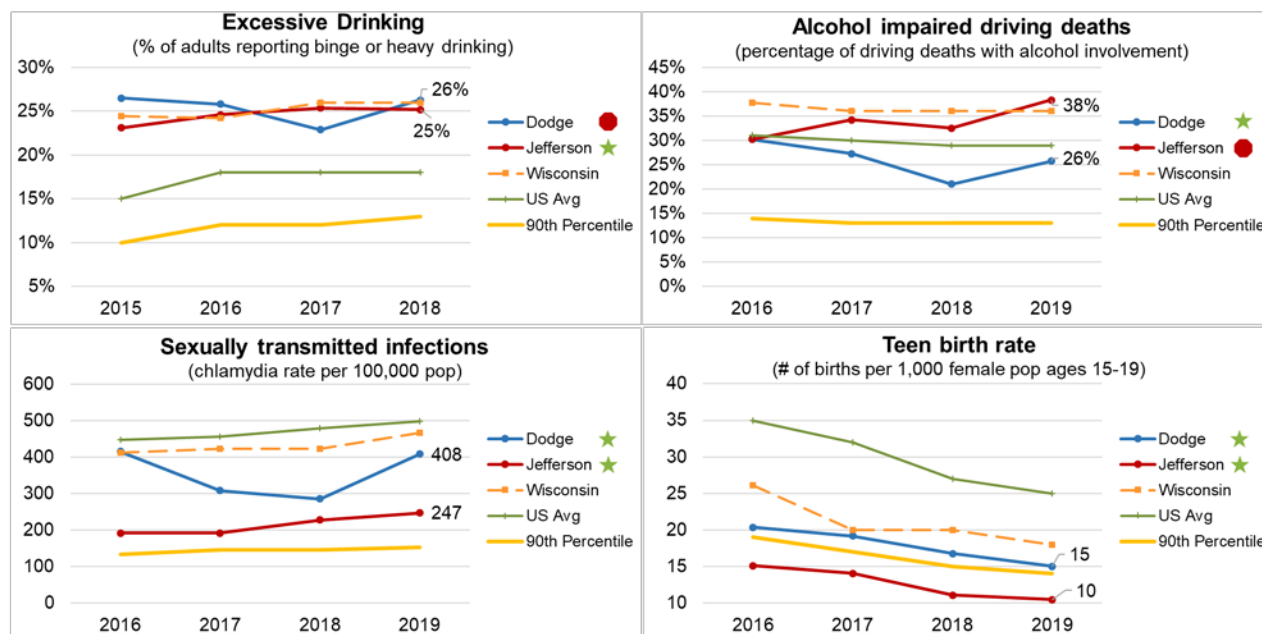 Excessive Drinking
(% of adults reporting binge or heavy drinking)
30%
25%
20%
15%
10%
5%
2015 2016 2017 2018
26%
25%
Dodge
Jefferson
Wisconsin
US Avg
90th Percentile
Alcohol impaired driving deaths
(percentage of driving deaths with alcohol involvement)
45%
40%
35%
30%
25%
20%
15%
10%
5%
0%
2016 2017 2018 2019
38%
26%
Dodge
Jefferson
Wisconsin
US Avg
90th Percentile
Sexually transmitted infections
(chlamydia rate per 100,000 pop)
600
500
400
300
200
100
0
2016 2017 2018 2019
408
247
Dodge
Jefferson
Wisconsin
US Avg
90th Percentile
Teen birth rate
(# of births per 1,000 female pop ages 15-19)
40
35
30
25
20
15
10
2016 2017 2018 2019
15
10
Dodge
Jefferson
Wisconsin
US Avg
90th Percentile